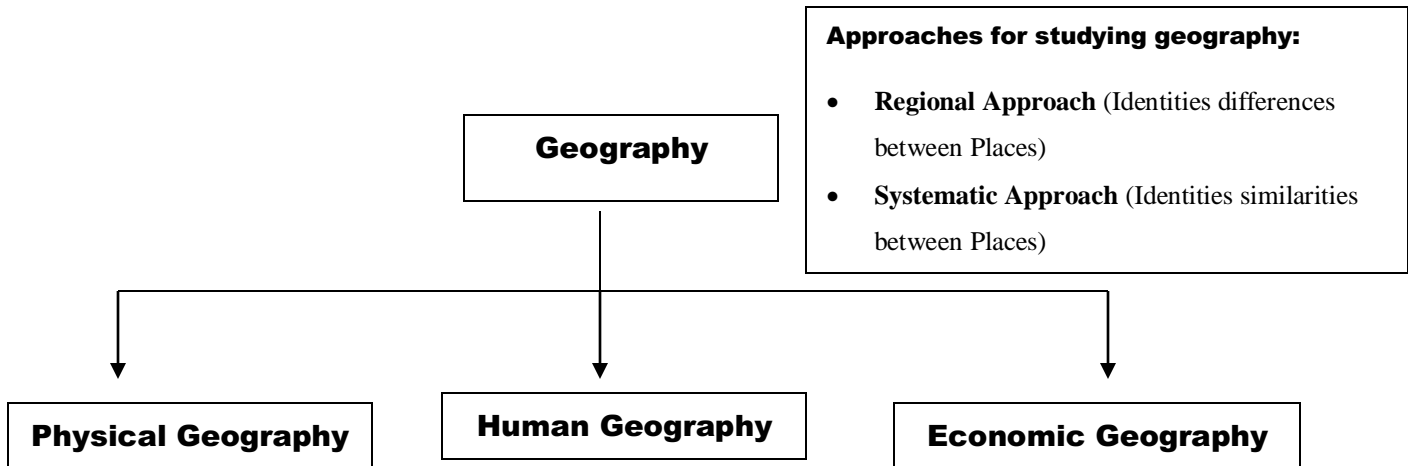 Approaches for studying geography:
• Regional Approach (Identities differences
between Places)
• Systematic Approach (Identities similarities
between Places)
Geography
Physical Geography
Human Geography
Economic Geography